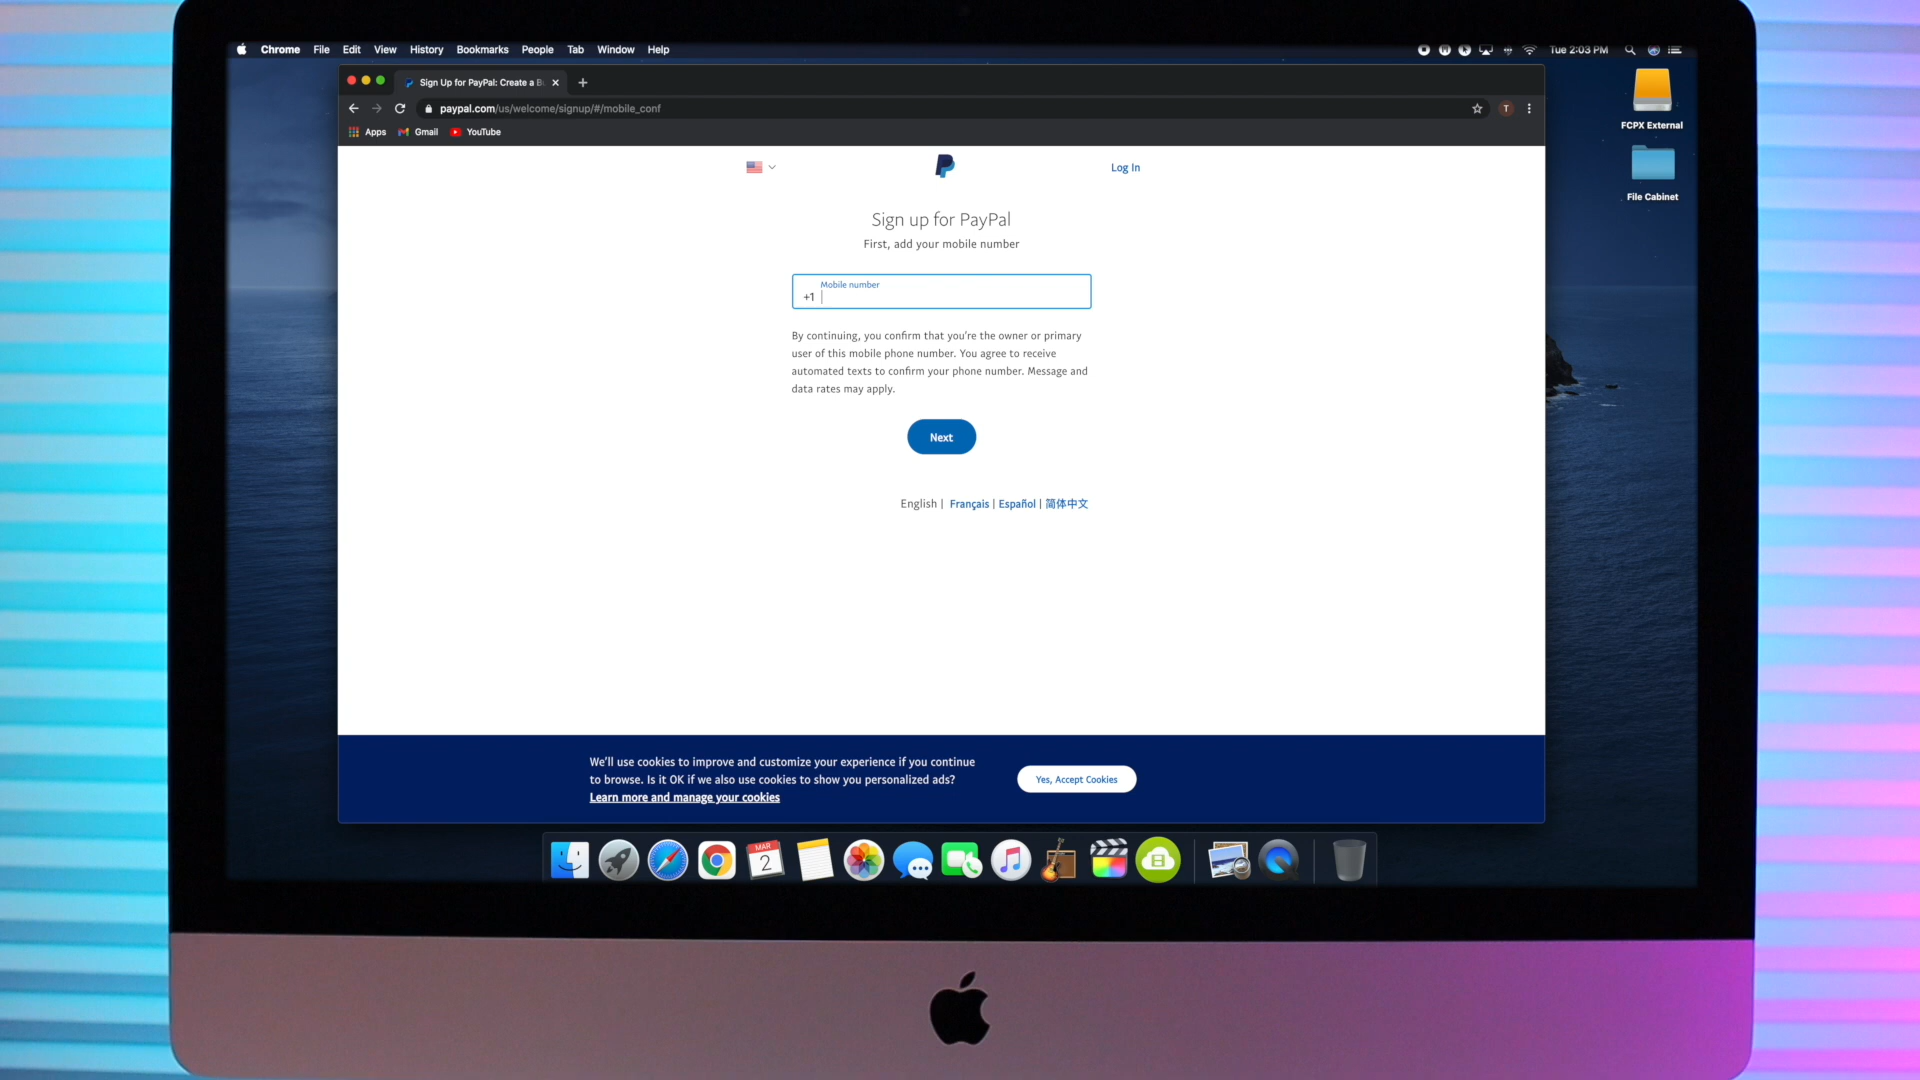 Chrome File Edit View History Bookmarks People Tab Window Help
Tue 2:03 PM
Sign Up for PayPal: Create a Bu
paypal.com/us/welcome/signup/#/mobile_conf
T
Apps Gmail YouTube
FCPX External
File Cabinet
Log In
Sign up for PayPal
First, add your mobile number
Mobile number
+1
By continuing, you confirm that you're the owner or primary
user of this mobile phone number. You agree to receive
automated texts to confirm your phone number. Message and
data rates may apply.
Next
English | Français | Español | 简体中文
We'll use cookies to improve and customize your experience if you continue
to browse. Is it OK if we also use cookies to show you personalized ads?
Learn more and manage your cookies
Yes, Accept Cookies
MAR
2